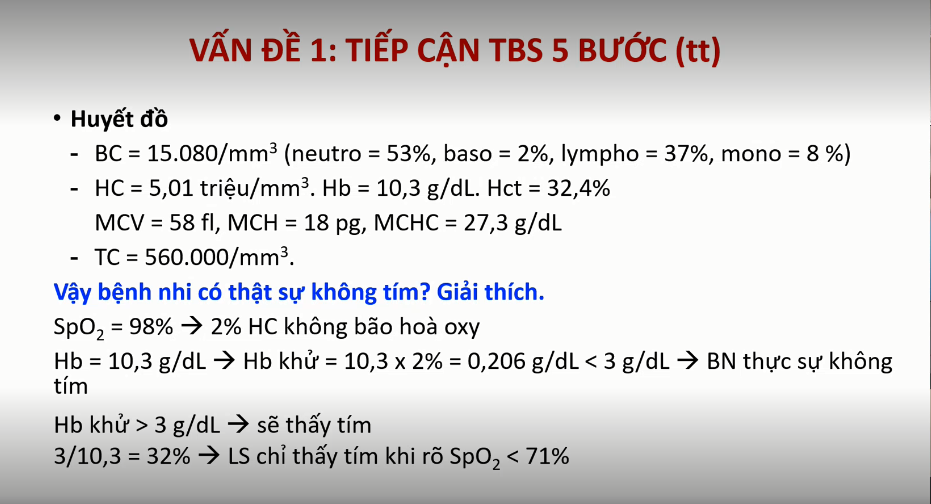 VẤN ĐỀ 1: TIẾP CẬN TBS 5 BƯỚC (tt)
• Huyết đồ
- BC = 15.080/mm³ (neutro = 53%, baso = 2%, lympho = 37%, mono = 8 %)
- HC = 5,01 triệu/mm³. Hb = 10,3 g/dL. Hct = 32,4%
MCV = 58 fl, MCH = 18 pg, MCHC = 27,3 g/dL
- TC = 560.000/mm³.
Vậy bệnh nhi có thật sự không tím? Giải thích.
SpO₂ = 98% → 2% HC không bão hoà oxy
Hb = 10,3 g/dL → Hb khử = 10,3 x 2% = 0,206 g/dL < 3 g/dL → BN thực sự không
tím
Hb khử > 3 g/dL → sẽ thấy tím
3/10,3 = 32% → LS chỉ thấy tím khi rõ SpO₂ < 71%